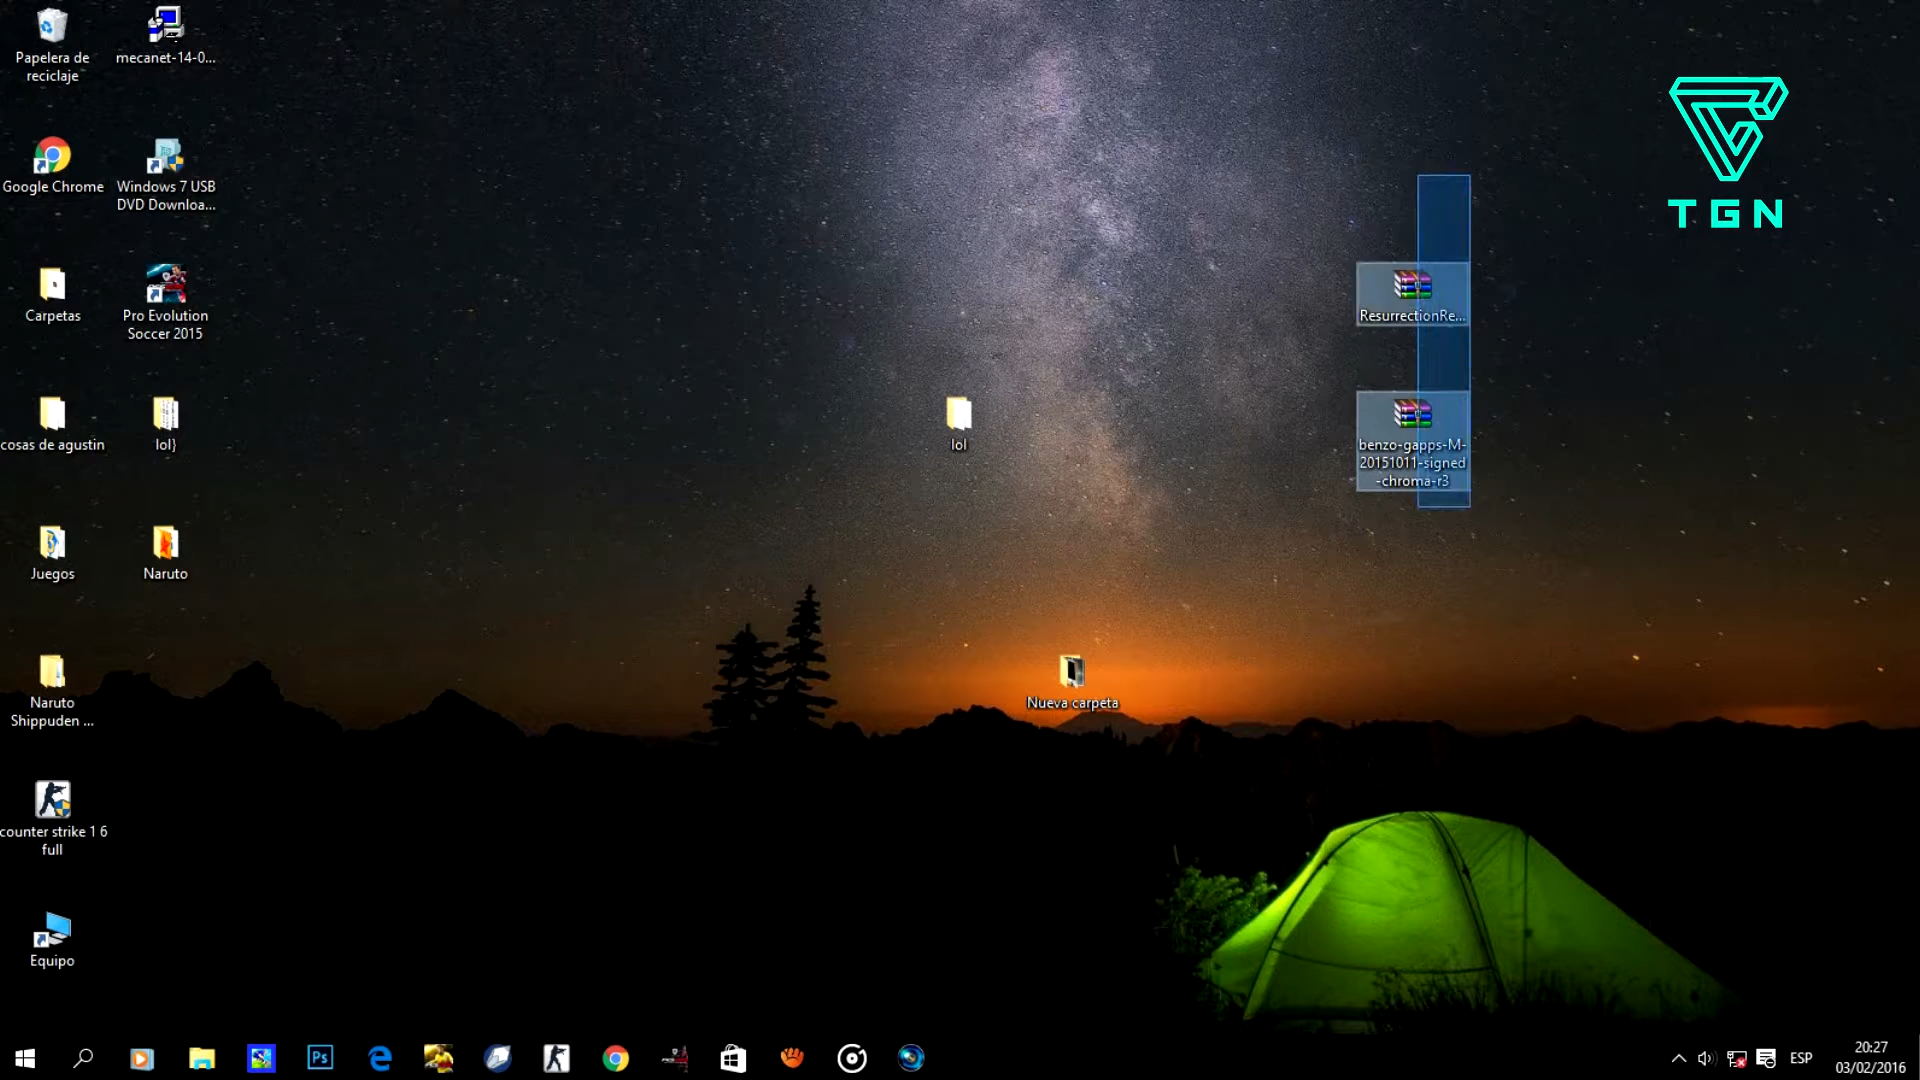 Papelera de
reciclaje
mecanet-14-0...
Google Chrome
Windows 7 USB
DVD Downloa...
Carpetas
Pro Evolution
Soccer 2015
cosas de agustin
lol}
Juegos
Naruto
Naruto
Shippuden ...
counter strike 1 6
full
Equipo
lol
Nueva carpeta
ResurrectionRe...
benzo-gapps-M-
20151011-signed
-chroma-r3
TGN
Ps
ESP
20:27
03/02/2016